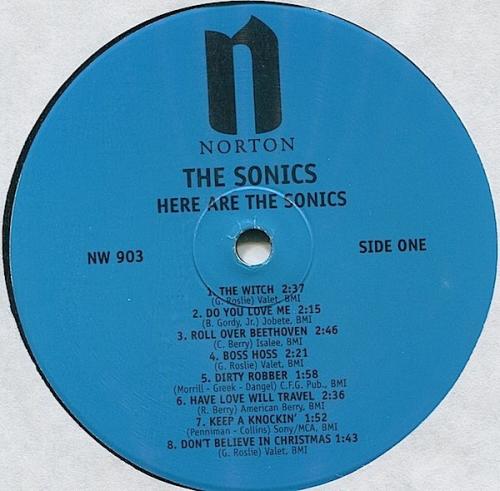 n
NORTON
THE SONICS
HERE ARE THE SONICS
NW 903
SIDE ONE
1. THE WITCH 2:37
(G. Roslie) Valet, BMI
2. DO YOU LOVE ME 2:15
(B. Gordy, Jr.) Jobete, BMI
3. ROLL OVER BEETHOVEN 2:46
(C. Berry) Isalee, BMI
4. BOSS HOSS 2:21
(G. Roslie) Valet, BMI
5. DIRTY ROBBER 1:58
(Morrill - Greek - Dangel) C.F.G. Pub., BMI
6. HAVE LOVE WILL TRAVEL 2:36
(R. Berry) American Berry, BMI
7. KEEP A KNOCKIN' 1:52
(Penniman - Collins) Sony/MCA, BMI
8. DON'T BELIEVE IN CHRISTMAS 1:43
(G. Roslie) Valet, BMI